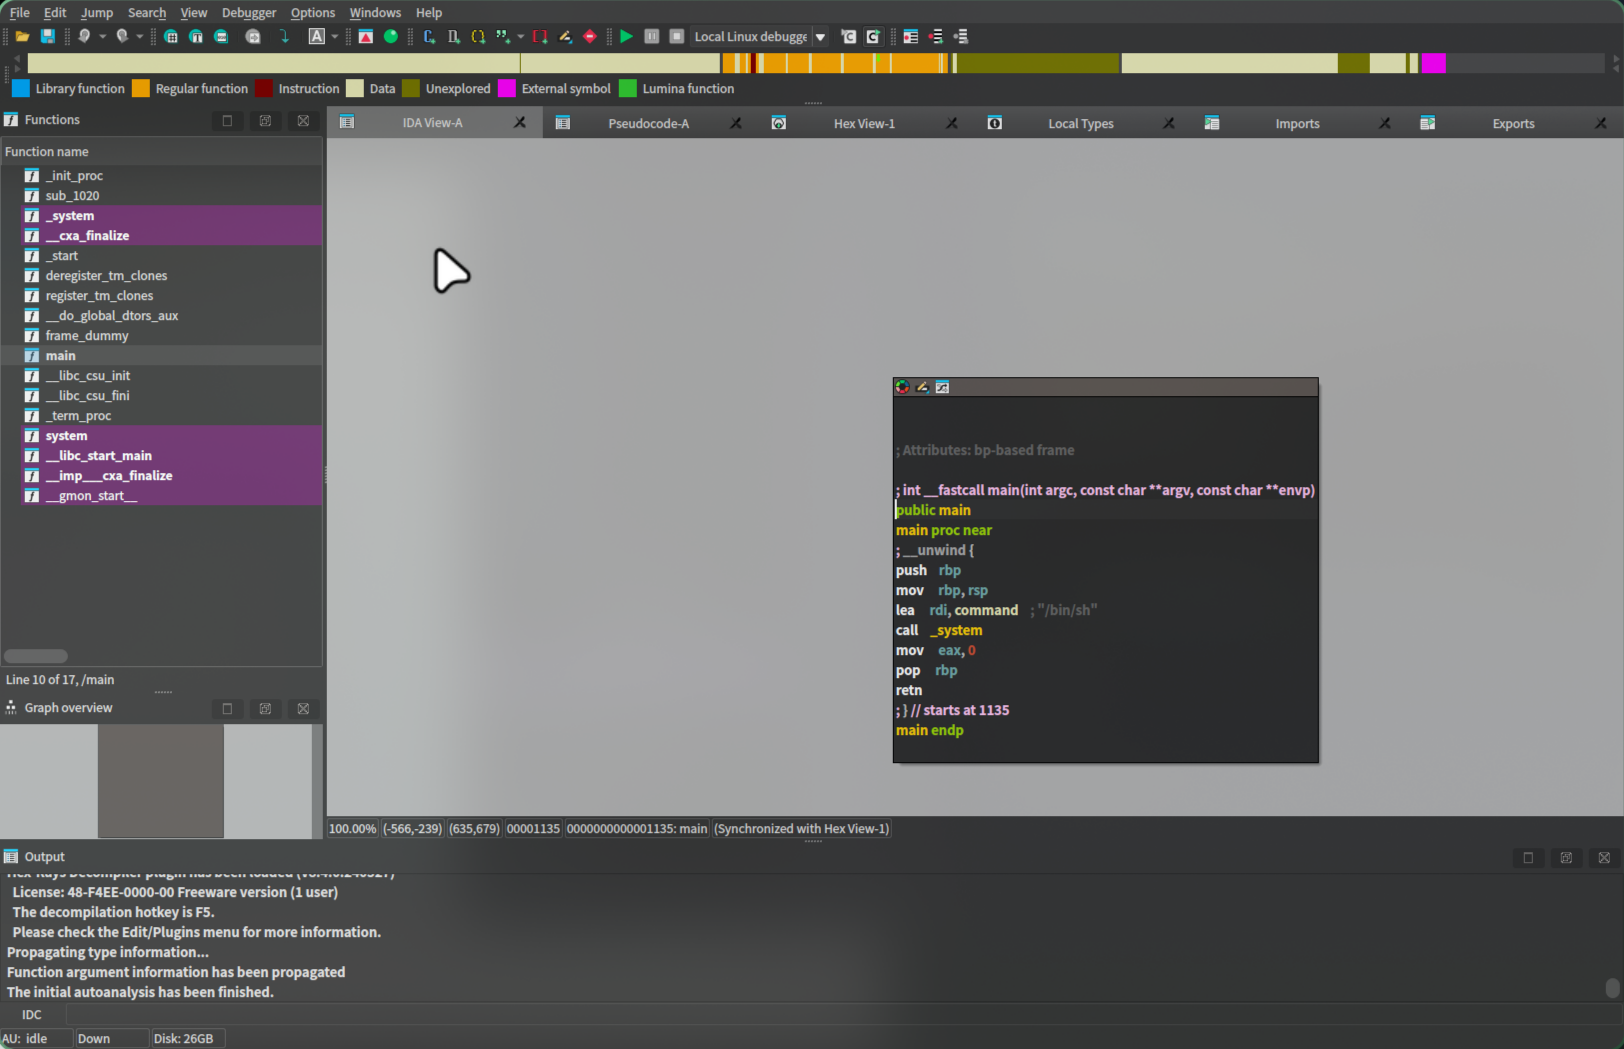 File Edit Jump Search View Debugger Options Windows Help
Local Linux debugge
Library function Regular function Instruction Data Unexplored External symbol Lumina function
Functions
Function name
_init_proc
sub_1020
_system
__cxa_finalize
_start
deregister_tm_clones
register_tm_clones
__do_global_dtors_aux
frame_dummy
main
__libc_csu_init
__libc_csu_fini
_term_proc
system
__libc_start_main
__imp___cxa_finalize
__gmon_start__
Line 10 of 17, /main
Graph overview
IDA View-A Pseudocode-A Hex View-1 Local Types Imports Exports
; Attributes: bp-based frame
; int __fastcall main(int argc, const char **argv, const char **envp)
public main
main proc near
; __unwind {
push rbp
mov rbp, rsp
lea rdi, command ; "/bin/sh"
call _system
mov eax, 0
pop rbp
retn
; } // starts at 1135
main endp
100.00% (-566,-239) (635,679) 00001135 0000000000001135: main (Synchronized with Hex View-1)
Output
License: 48-F4EE-0000-00 Freeware version (1 user)
The decompilation hotkey is F5.
Please check the Edit/Plugins menu for more information.
Propagating type information...
Function argument information has been propagated
The initial autoanalysis has been finished.
IDC
AU: idle Down Disk: 26GB